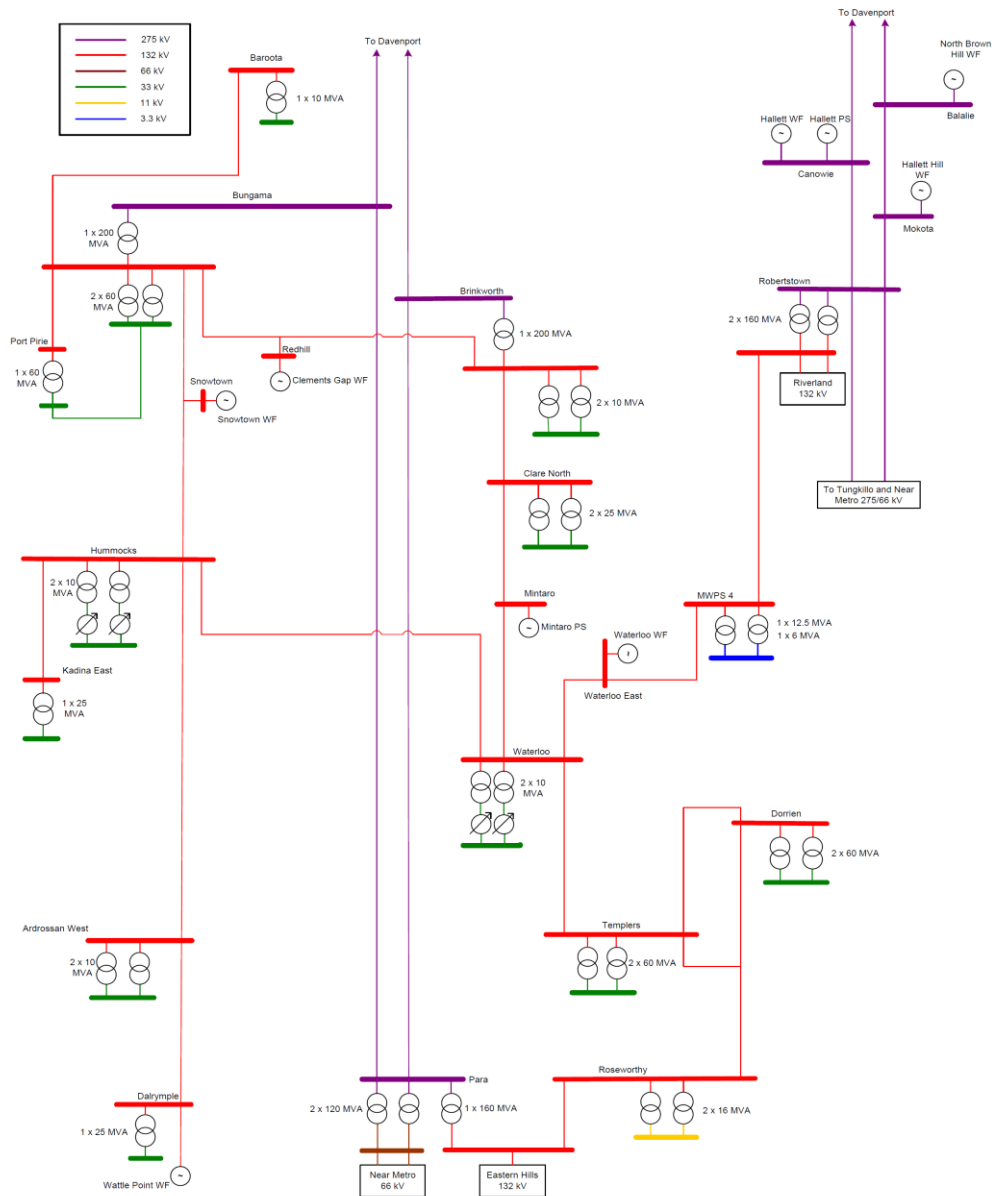 275 kV
132 kV
66 kV
33 kV
11 kV
3.3 kV
Baroota
1 x 10 MVA
To Davenport
To Davenport
North Brown
Hill WF
~
Balalie
Hallett WF
~
Hallett PS
~
Canowie
Hallett Hill
WF
~
Mokota
Bungama
1 x 200
MVA
2 x 60
MVA
Port Pirie
1 x 60
MVA
Brinkworth
1 x 200 MVA
Robertstown
2 x 160 MVA
Riverland
132 kV
Redhill
~
Clements Gap WF
Snowtown
~
Snowtown WF
2 x 10 MVA
To Tungkillo and Near
Metro 275/66 kV
Clare North
2 x 25 MVA
Hummocks
2 x 10
MVA
Kadina East
1 x 25
MVA
Mintaro
~
Mintaro PS
MWPS 4
1 x 12.5 MVA
1 x 6 MVA
Waterloo WF
Waterloo East
Waterloo
2 x 10
MVA
Dorrien
2 x 60 MVA
Templers
2 x 60 MVA
Ardrossan West
2 x 10
MVA
Para
2 x 120 MVA
1 x 160 MVA
Roseworthy
2 x 16 MVA
Dalrymple
1 x 25 MVA
~
Wattle Point WF
Near Metro
66 kV
Eastern Hills
132 kV